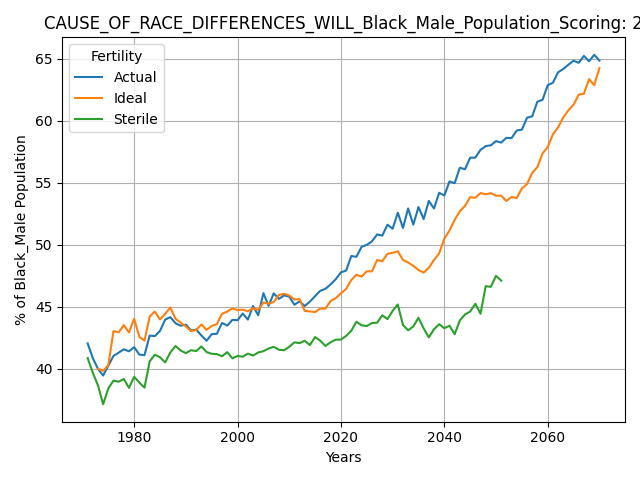 CAUSE_OF_RACE_DIFFERENCES_WILL_Black_Male_Population_Scoring: 2
Fertility
Actual
Ideal
Sterile
% of Black_Male Population
65
60
55
50
45
40
1980 2000 2020 2040 2060
Years